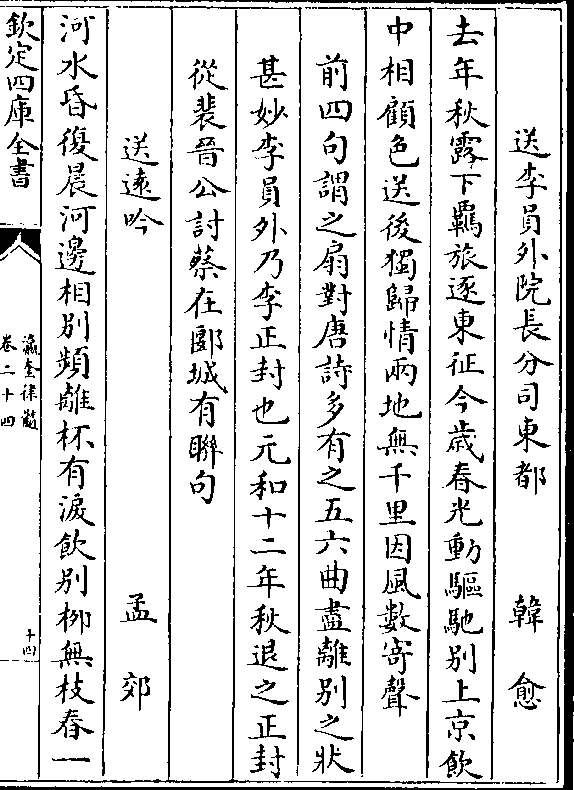 送李員外院長分司東都　韓愈
去年秋露下羈旅逐東征今歲春光動驅馳别上京飲
中相顧色送後獨歸情兩地無千里因風數寄聲
前四句謂之扇對唐詩多有之五六曲盡離别之狀
甚妙李員外乃李正封也元和十二年秋退之正封
從裴晉公討蔡在郾城有聯句
送遠吟　孟郊
河水昏復晨河邊相别頻離杯有淚飲别柳無枝春一
欽定四庫全書
瀛奎律髓
卷二十四
十四